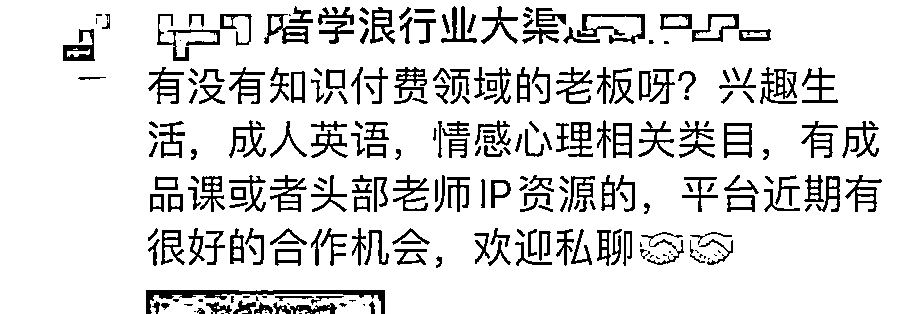 音学浪行业大渠
有没有知识付费领域的老板呀？兴趣生
活，成人英语，情感心理相关类目，有成
品课或者头部老师IP资源的，平台近期有
很好的合作机会，欢迎私聊🤝🤝